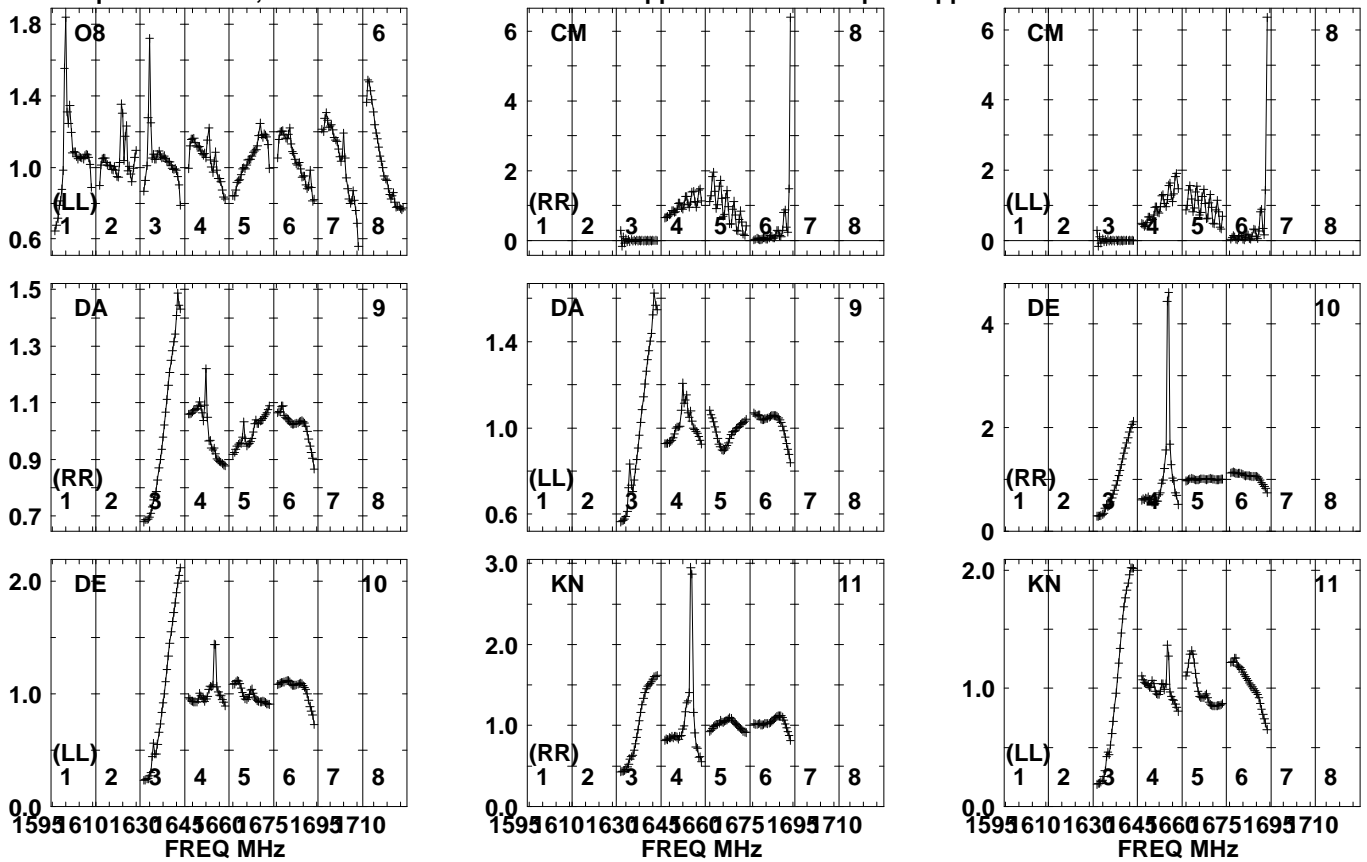 O8 6
1.8
1.4
1.0
0.6
(LL)
1 2 3 4 5 6 7 8
CM 8
6
4
2
0
(RR)
1 2 3 4 5 6 7 8
CM 8
6
4
2
0
(LL)
1 2 3 4 5 6 7 8
DA 9
1.5
1.3
1.1
0.9
0.7
(RR)
1 2 3 4 5 6 7 8
DA 9
1.4
1.0
0.6
(LL)
1 2 3 4 5 6 7 8
DE 10
4
2
0
(RR)
1 2 3 4 5 6 7 8
DE 10
2.0
1.0
0.0
(LL)
1 2 3 4 5 6 7 8
1595 1610 1630 1645 1660 1675 1695 1710
FREQ MHz
KN 11
3.0
2.0
1.0
0.0
(RR)
1 2 3 4 5 6 7 8
1595 1610 1630 1645 1660 1675 1695 1710
FREQ MHz
KN 11
2.0
1.0
0.0
(LL)
1 2 3 4 5 6 7 8
1595 1610 1630 1645 1660 1675 1695 1710
FREQ MHz